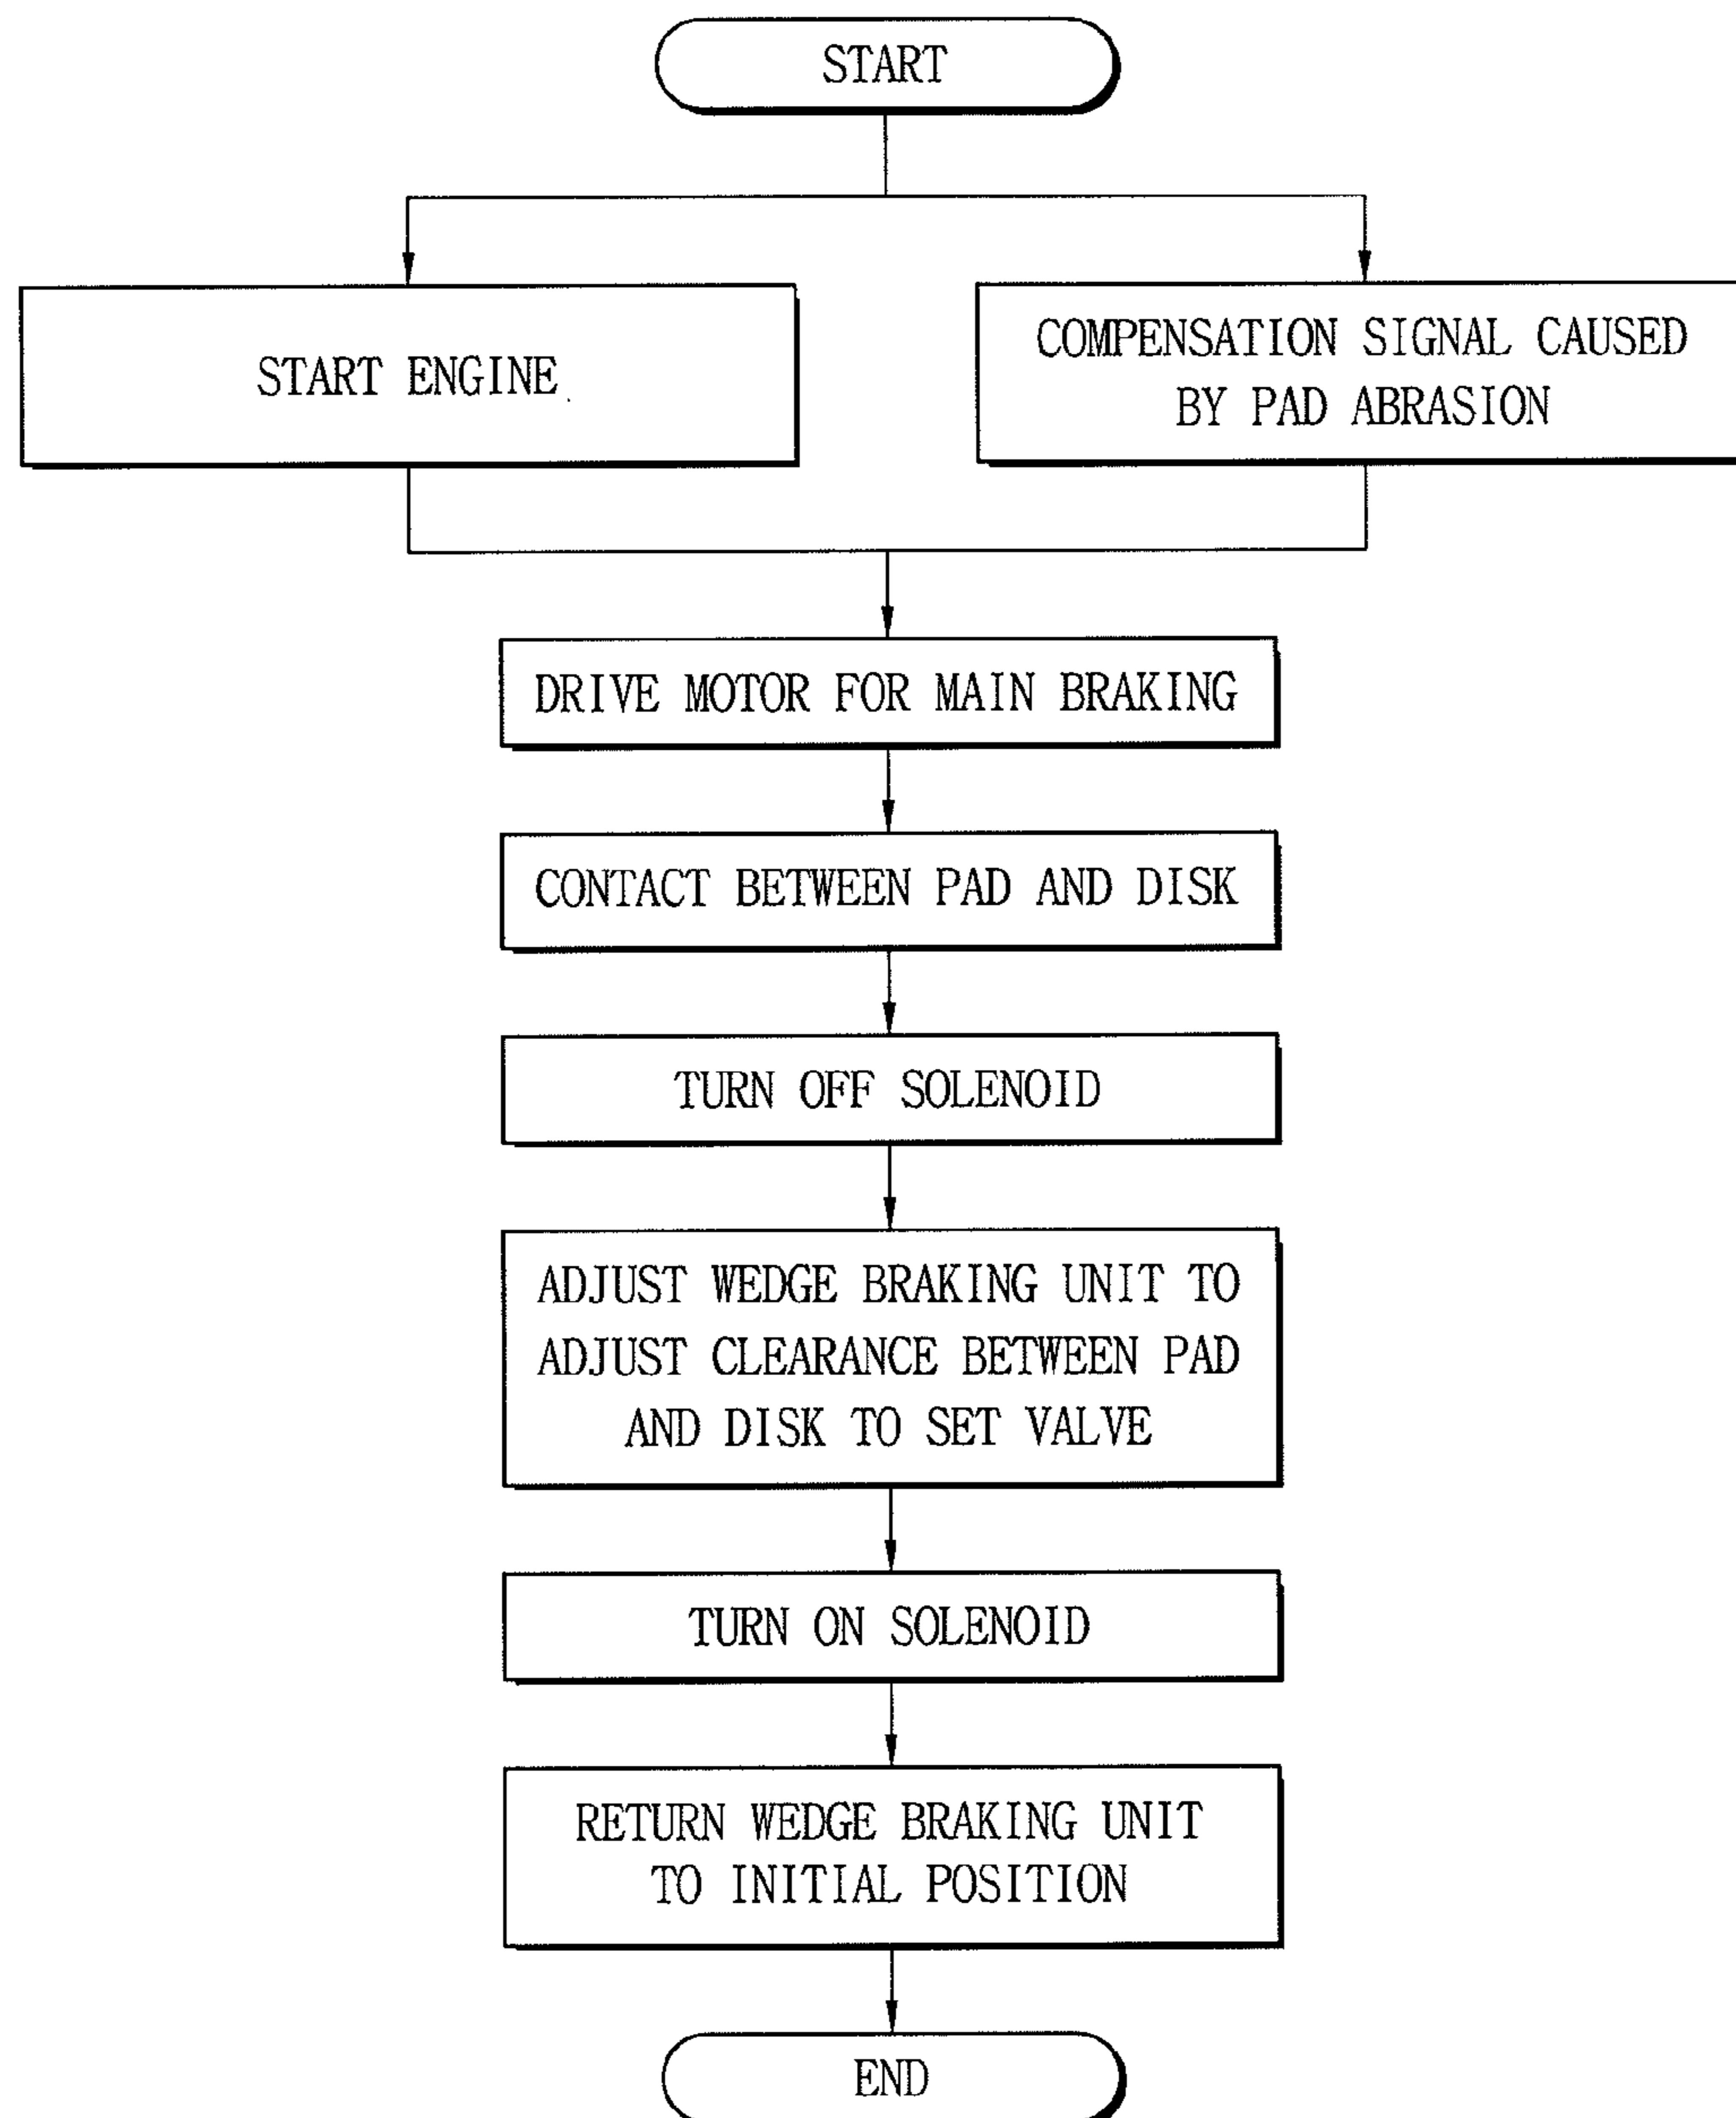 START
START ENGINE
COMPENSATION SIGNAL CAUSED
BY PAD ABRASION
DRIVE MOTOR FOR MAIN BRAKING
CONTACT BETWEEN PAD AND DISK
TURN OFF SOLENOID
ADJUST WEDGE BRAKING UNIT TO
ADJUST CLEARANCE BETWEEN PAD
AND DISK TO SET VALVE
TURN ON SOLENOID
RETURN WEDGE BRAKING UNIT
TO INITIAL POSITION
END